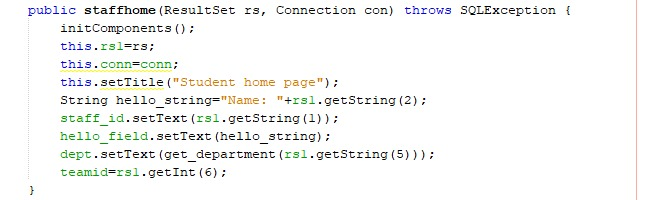 public staffhome(ResultSet rs, Connection con) throws SQLException {
initComponents();
this.rs1=rs;
this.conn=conn;
this.setTitle("Student home page");
String hello_string="Name: "+rs1.getString(2);
staff_id.setText(rs1.getString(1));
hello_field.setText(hello_string);
dept.setText(get_department(rs1.getString(5)));
teamid=rs1.getInt(6);
}